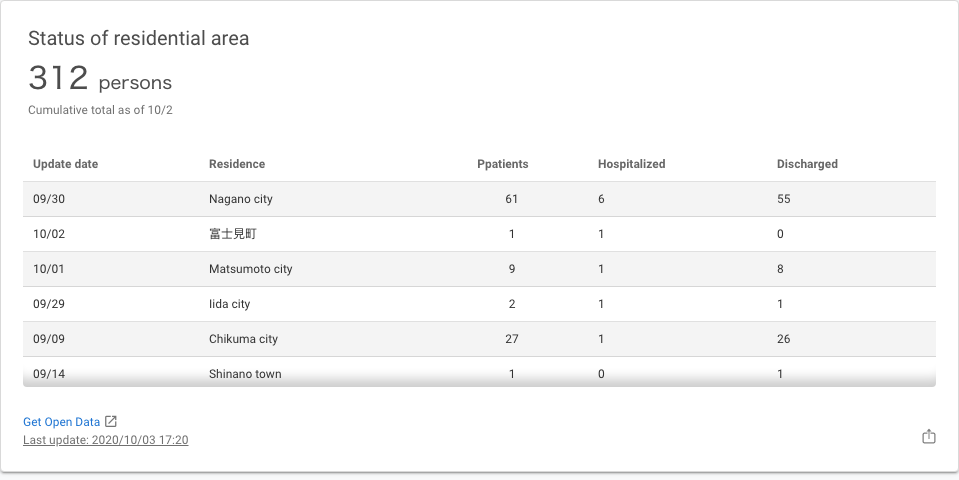 Status of residential area
312 persons
Cumulative total as of 10/2
Update date Residence Ppatients Hospitalized Discharged
09/30 Nagano city 61 6 55
10/02 富士見町 1 1 0
10/01 Matsumoto city 9 1 8
09/29 Iida city 2 1 1
09/09 Chikuma city 27 1 26
09/14 Shinano town 1 0 1
Get Open Data
Last update: 2020/10/03 17:20